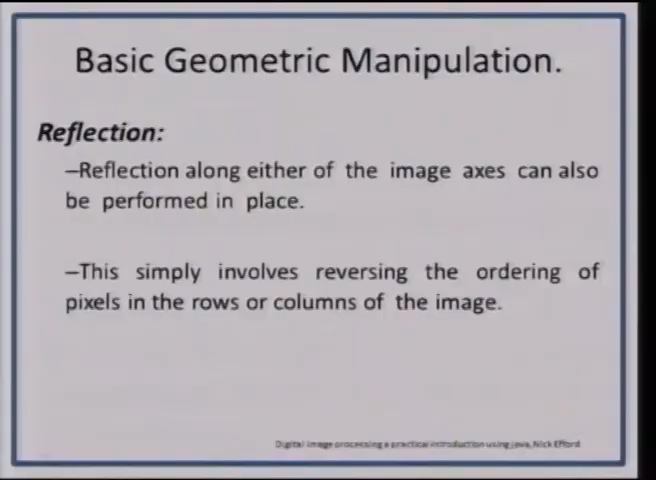 Basic Geometric Manipulation.
Reflection:
–Reflection along either of the image axes can also
be performed in place.
–This simply involves reversing the ordering of
pixels in the rows or columns of the image.
Digital image processing a practical introduction using java, Nick Efford